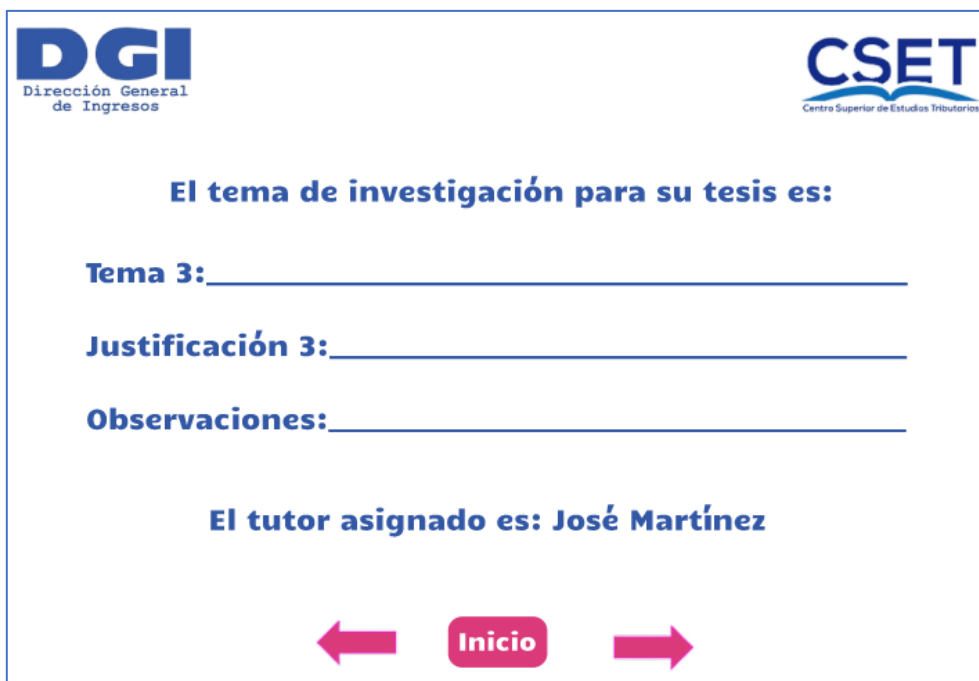 DGI
Dirección General
de Ingresos
CSET
Centro Superior de Estudios Tributarios
El tema de investigación para su tesis es:
Tema 3:
Justificación 3:
Observaciones:
El tutor asignado es: José Martínez
Inicio